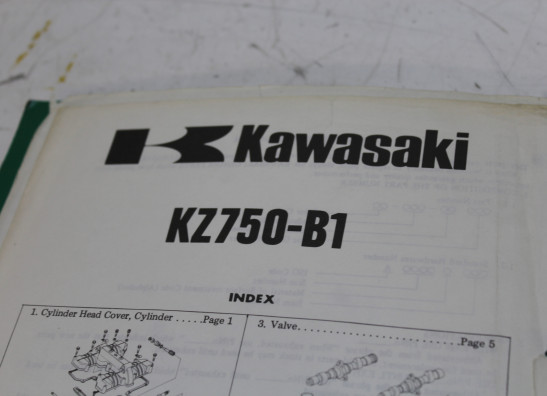 Kawasaki
KZ750-B1
INDEX
1. Cylinder Head Cover, Cylinder .....Page 1
3. Valve..............................Page 5